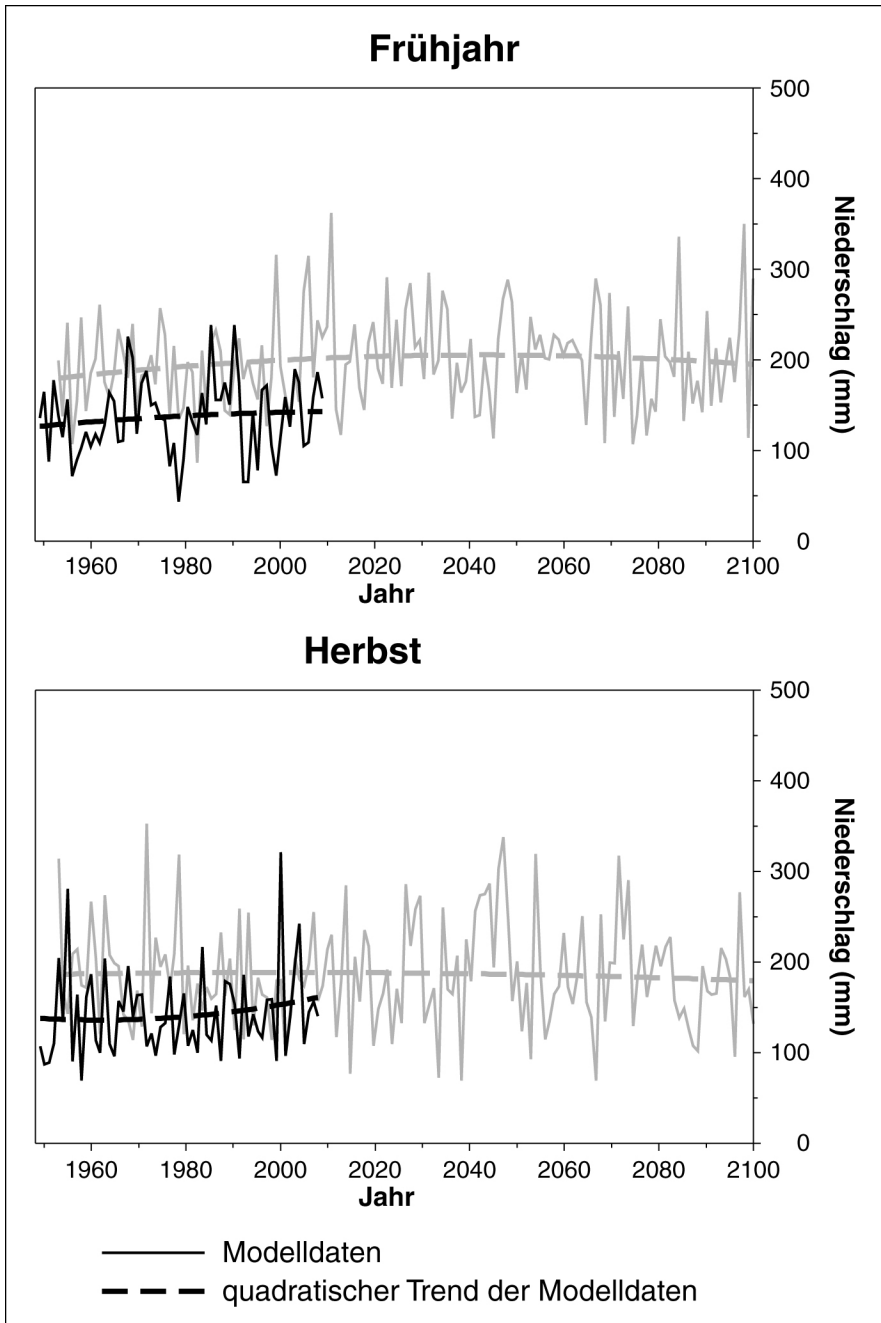 Frühjahr
500
400
300
200
100
0
Niederschlag (mm)
1960 1980 2000 2020 2040 2060 2080 2100
Jahr
Herbst
500
400
300
200
100
0
Niederschlag (mm)
1960 1980 2000 2020 2040 2060 2080 2100
Jahr
Modelldaten
quadratischer Trend der Modelldaten